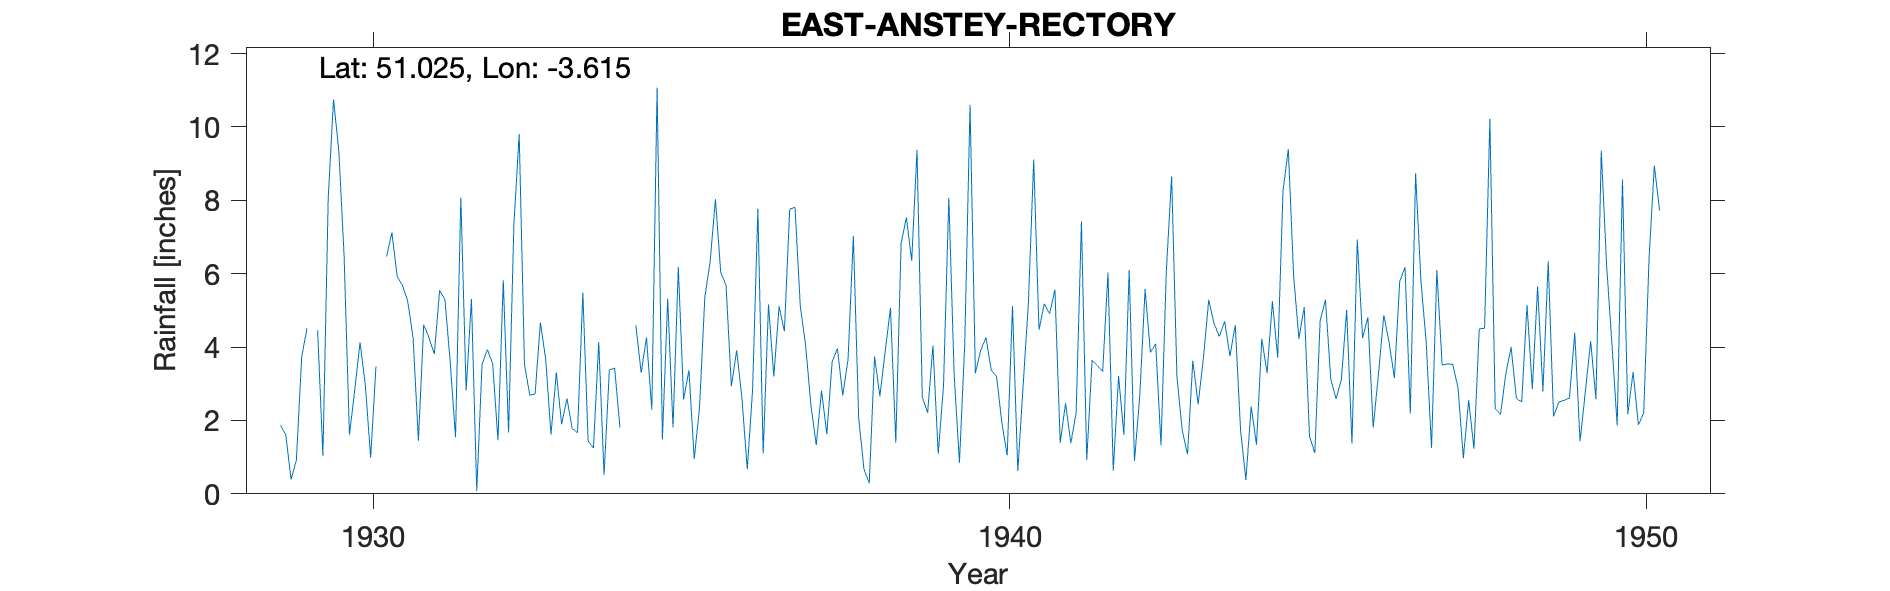 EAST-ANSTEY-RECTORY
Lat: 51.025, Lon: -3.615
12
10
8
6
4
2
0
Rainfall [inches]
1930 1940 1950
Year